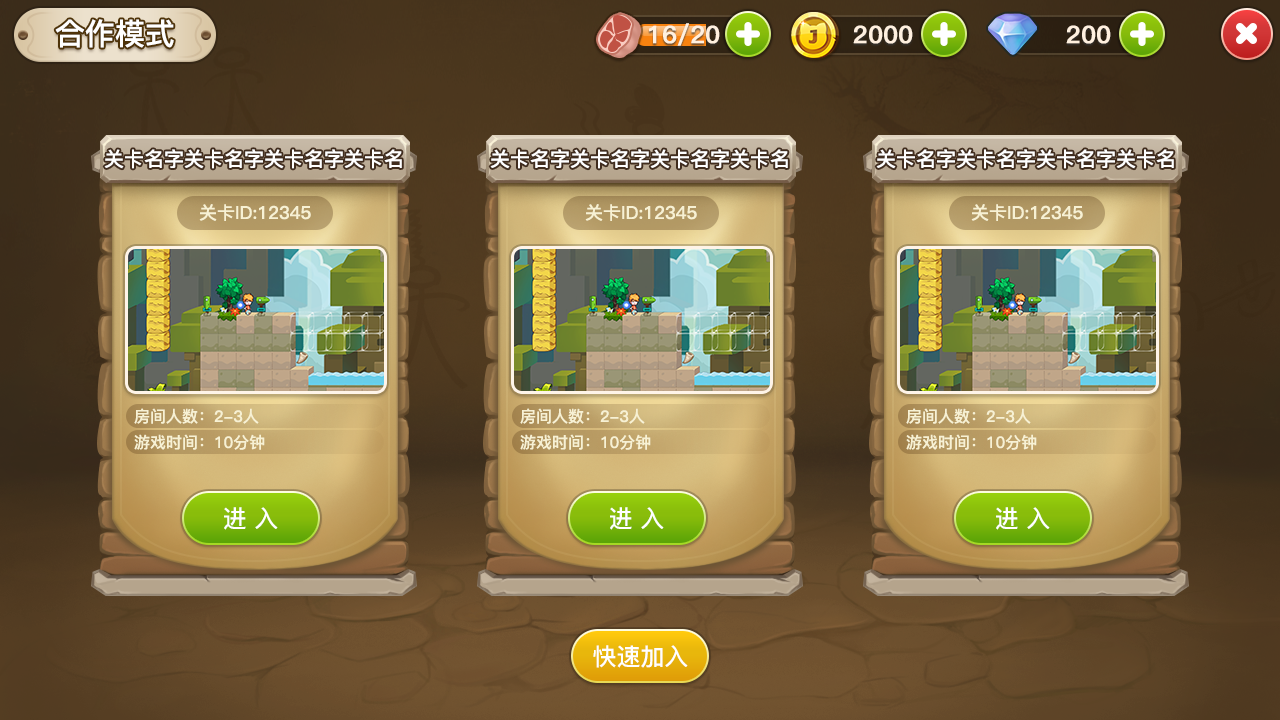 合作模式
16/20
2000
200
关卡名字关卡名字关卡名字关卡名
关卡ID:12345
房间人数：2-3人
游戏时间：10分钟
进 入
关卡名字关卡名字关卡名字关卡名
关卡ID:12345
房间人数：2-3人
游戏时间：10分钟
进 入
关卡名字关卡名字关卡名字关卡名
关卡ID:12345
房间人数：2-3人
游戏时间：10分钟
进 入
快速加入